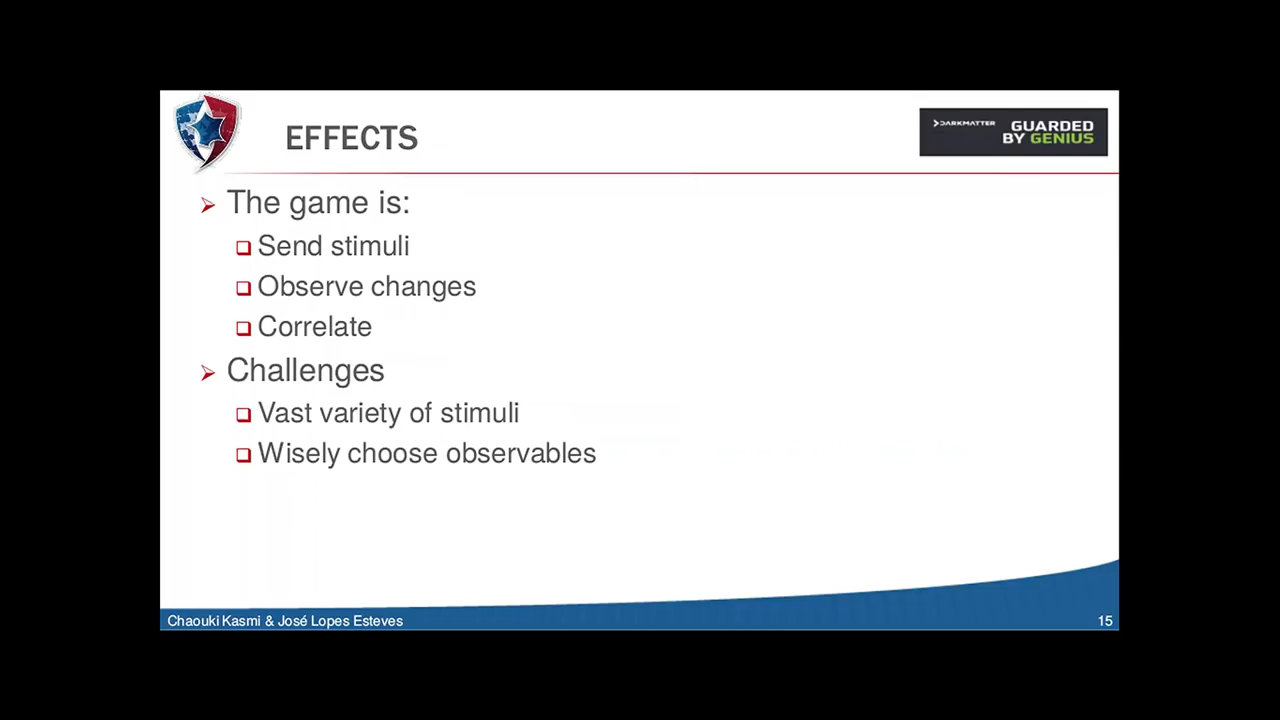 EFFECTS
DARKMATTER
GUARDED
BY GENIUS
The game is:
Send stimuli
Observe changes
Correlate
Challenges
Vast variety of stimuli
Wisely choose observables
Chaouki Kasmi & José Lopes Esteves
15